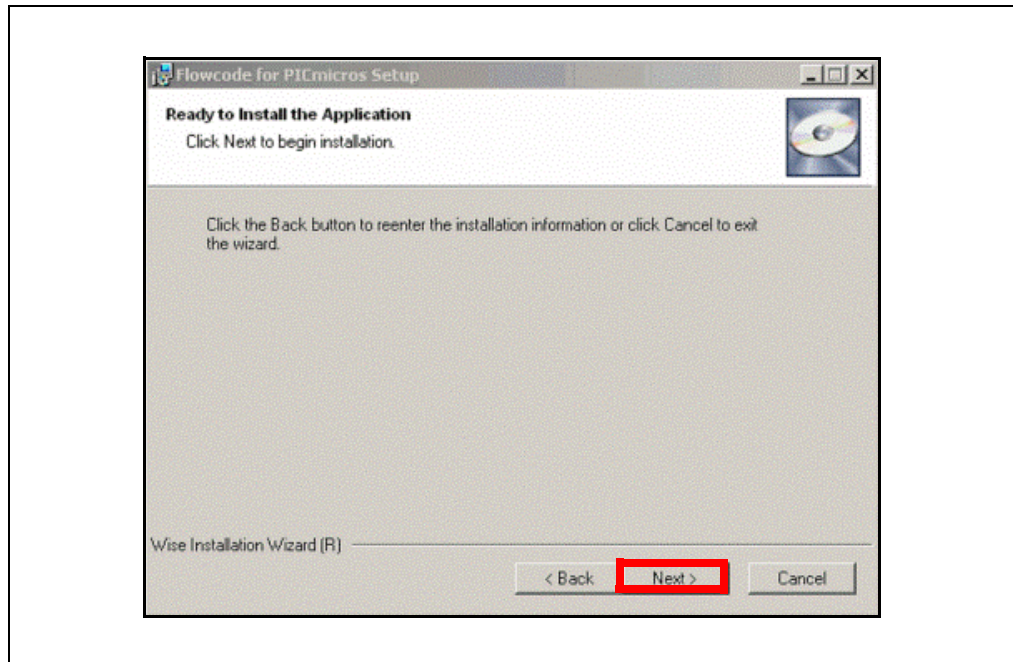 Flowcode for PICmicros Setup
Ready to Install the Application
Click Next to begin installation.
Click the Back button to reenter the installation information or click Cancel to exit
the wizard.
Wise Installation Wizard (R)
< Back
Next >
Cancel